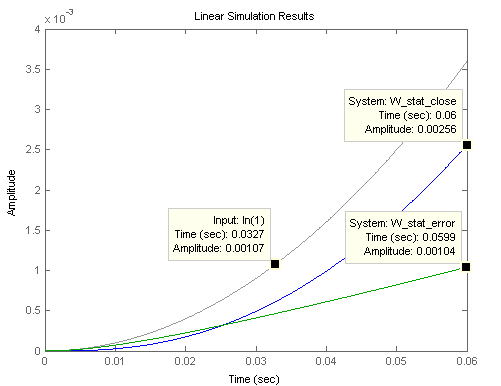 Linear Simulation Results
x 10
-3
4
3.5
3
2.5
2
1.5
1
0.5
0
Amplitude
System: W_stat_close
Time (sec): 0.06
Amplitude: 0.00256
Input: In(1)
Time (sec): 0.0327
Amplitude: 0.00107
System: W_stat_error
Time (sec): 0.0599
Amplitude: 0.00104
0 0.01 0.02 0.03 0.04 0.05 0.06
Time (sec)